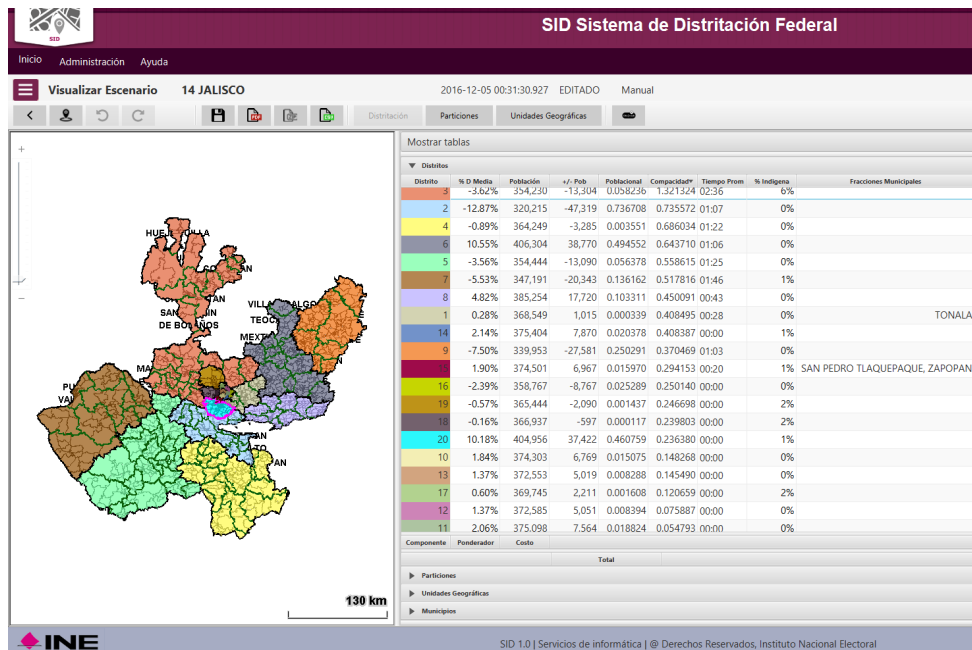 SID
SID Sistema de Distritación Federal
Inicio Administración Ayuda
Visualizar Escenario 14 JALISCO 2016-12-05 00:31:30.927 EDITADO Manual
Distritación Particiones Unidades Geográficas
Mostrar tablas
Distritos
Distrito % D Media Población +/- Pob Poblacional Compacidad Tiempo Prom % Indigena Fracciones Municipales
3 -3.62% 354,230 -13,304 0.058236 1.321324 02:36 6%
2 -12.87% 320,215 -47,319 0.736708 0.735572 01:07 0%
4 -0.89% 364,249 -3,285 0.003551 0.686034 01:22 0%
6 10.55% 406,304 38,770 0.494552 0.643710 01:06 0%
5 -3.56% 354,444 -13,090 0.056378 0.558615 01:25 0%
7 -5.53% 347,191 -20,343 0.136162 0.517816 01:46 1%
8 4.82% 385,254 17,720 0.103311 0.450091 00:43 0%
1 0.28% 368,549 1,015 0.000339 0.408495 00:28 0% TONALA
14 2.14% 375,404 7,870 0.020378 0.408387 00:00 1%
9 -7.50% 339,953 -27,581 0.250291 0.370469 01:03 0%
15 1.90% 374,501 6,967 0.015970 0.294153 00:20 1% SAN PEDRO TLAQUEPAQUE, ZAPOPAN
16 -2.39% 358,767 -8,767 0.025289 0.250140 00:00 0%
19 -0.57% 365,444 -2,090 0.001437 0.246698 00:00 2%
18 -0.16% 366,937 -597 0.000117 0.239803 00:00 2%
20 10.18% 404,956 37,422 0.460759 0.236380 00:00 1%
10 1.84% 374,303 6,769 0.015075 0.148268 00:00 0%
13 1.37% 372,553 5,019 0.008288 0.145490 00:00 0%
17 0.60% 369,745 2,211 0.001608 0.120659 00:00 2%
12 1.37% 372,585 5,051 0.008394 0.075887 00:00 0%
11 2.06% 375,098 7,564 0.018824 0.054793 00:00 0%
Componente Ponderador Costo
Total
Particiones
Unidades Geográficas
Municipios
130 km
INE
SID 1.0 | Servicios de informática | @ Derechos Reservados, Instituto Nacional Electoral